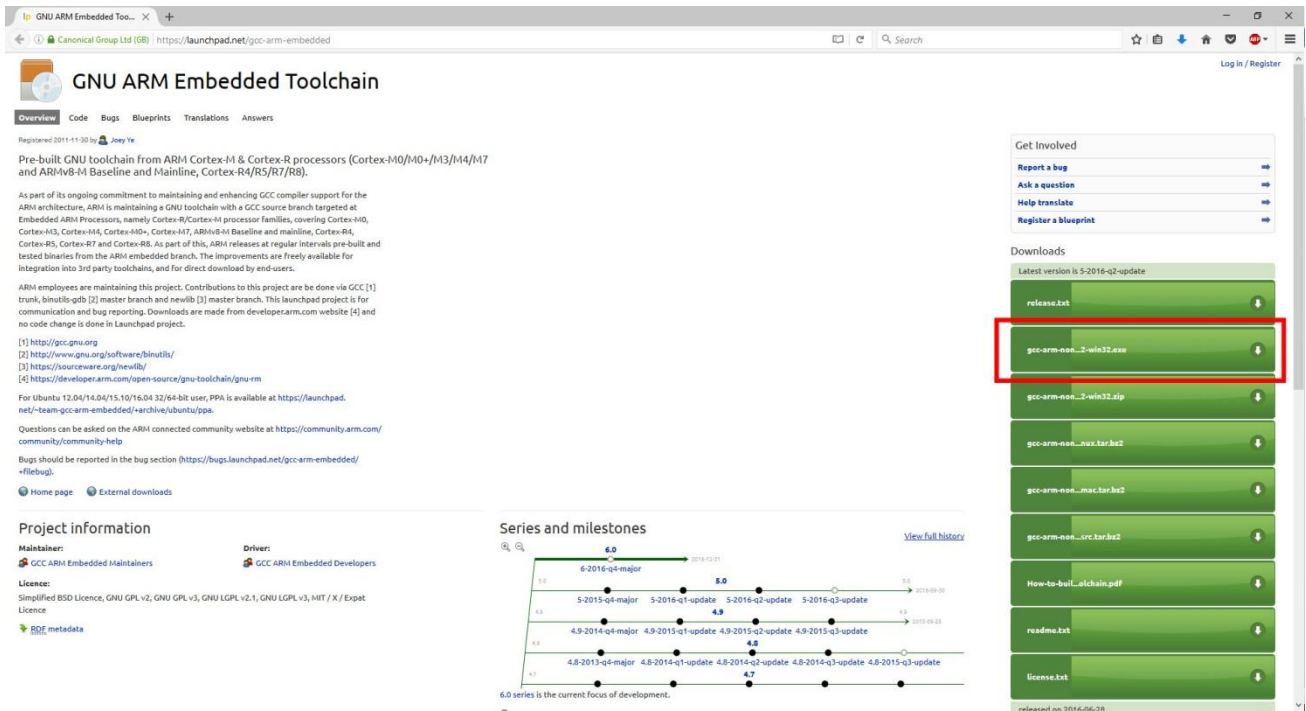 GNU ARM Embedded Too...
Canonical Group Ltd (GB)
https://launchpad.net/gcc-arm-embedded
Search
Log in / Register
GNU ARM Embedded Toolchain
Overview Code Bugs Blueprints Translations Answers
Registered 2011-11-30 by Joey Ye
Pre-built GNU toolchain from ARM Cortex-M & Cortex-R processors (Cortex-M0/M0+/M3/M4/M7
and ARMv8-M Baseline and Mainline, Cortex-R4/R5/R7/R8).
As part of its ongoing commitment to maintaining and enhancing GCC compiler support for the
ARM architecture, ARM is maintaining a GNU toolchain with a GCC source branch targeted at
Embedded ARM Processors, namely Cortex-R/Cortex-M processor families, covering Cortex-M0,
Cortex-M3, Cortex-M4, Cortex-M0+, Cortex-M7, ARMv8-M Baseline and mainline, Cortex-R4,
Cortex-R5, Cortex-R7 and Cortex-R8. As part of this, ARM releases at regular intervals pre-built and
tested binaries from the ARM embedded branch. The improvements are freely available for
integration into 3rd party toolchains, and for direct download by end-users.
ARM employees are maintaining this project. Contributions to this project are be done via GCC [1]
trunk, binutils-gdb [2] master branch and newlib [3] master branch. This launchpad project is for
communication and bug reporting. Downloads are made from developer.arm.com website [4] and
no code change is done in Launchpad project.
[1] http://gcc.gnu.org
[2] http://www.gnu.org/software/binutils/
[3] https://sourceware.org/newlib/
[4] https://developer.arm.com/open-source/gnu-toolchain/gnu-rm
For Ubuntu 12.04/14.04/15.10/16.04 32/64-bit user, PPA is available at https://launchpad.
net/~team-gcc-arm-embedded/+archive/ubuntu/ppa.
Questions can be asked on the ARM connected community website at https://community.arm.com/
community/community-help
Bugs should be reported in the bug section (https://bugs.launchpad.net/gcc-arm-embedded/
+filebug).
Home page External downloads
Project information
Maintainer:
GCC ARM Embedded Maintainers
Driver:
GCC ARM Embedded Developers
Licence:
Simplified BSD Licence, GNU GPL v2, GNU GPL v3, GNU LGPL v2.1, GNU LGPL v3, MIT / X / Expat
Licence
RDF metadata
Series and milestones
View full history
6.0
2016-12-31
6-2016-q4-major
5.0 5.0 5.0
2016-09-30
5-2015-q4-major 5-2016-q1-update 5-2016-q2-update 5-2016-q3-update
4.9 4.9 4.9
2015-09-23
4.9-2014-q4-major 4.9-2015-q1-update 4.9-2015-q2-update 4.9-2015-q3-update
4.8 4.8
4.8-2013-q4-major 4.8-2014-q1-update 4.8-2014-q2-update 4.8-2014-q3-update 4.8-2015-q3-update
4.7 4.7
6.0 series is the current focus of development.
Get Involved
Report a bug
Ask a question
Help translate
Register a blueprint
Downloads
Latest version is 5-2016-q2-update
release.txt
gcc-arm-non...2-win32.exe
gcc-arm-non...2-win32.zip
gcc-arm-non...nux.tar.bz2
gcc-arm-non...mac.tar.bz2
gcc-arm-non...src.tar.bz2
How-to-buil...olchain.pdf
readme.txt
license.txt
released on 2016-06-28